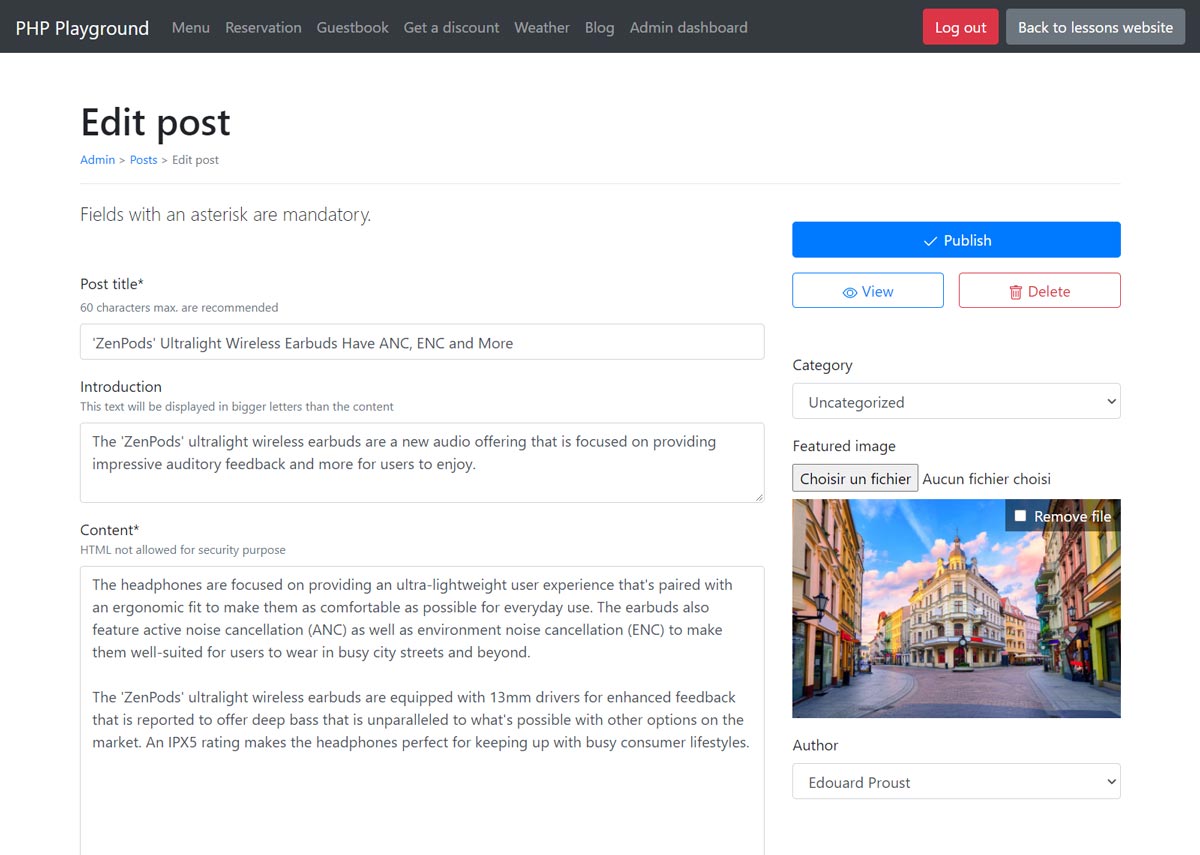 PHP Playground Menu Reservation Guestbook Get a discount Weather Blog Admin dashboard Log out Back to lessons website
Edit post
Admin > Posts > Edit post
Fields with an asterisk are mandatory.
Post title*
60 characters max. are recommended
'ZenPods' Ultralight Wireless Earbuds Have ANC, ENC and More
Introduction
This text will be displayed in bigger letters than the content
The 'ZenPods' ultralight wireless earbuds are a new audio offering that is focused on providing
impressive auditory feedback and more for users to enjoy.
Content*
HTML not allowed for security purpose
The headphones are focused on providing an ultra-lightweight user experience that's paired with
an ergonomic fit to make them as comfortable as possible for everyday use. The earbuds also
feature active noise cancellation (ANC) as well as environment noise cancellation (ENC) to make
them well-suited for users to wear in busy city streets and beyond.
The 'ZenPods' ultralight wireless earbuds are equipped with 13mm drivers for enhanced feedback
that is reported to offer deep bass that is unparalleled to what's possible with other options on the
market. An IPX5 rating makes the headphones perfect for keeping up with busy consumer lifestyles.
Publish
View Delete
Category
Uncategorized
Featured image
Choisir un fichier Aucun fichier choisi
Remove file
Author
Edouard Proust